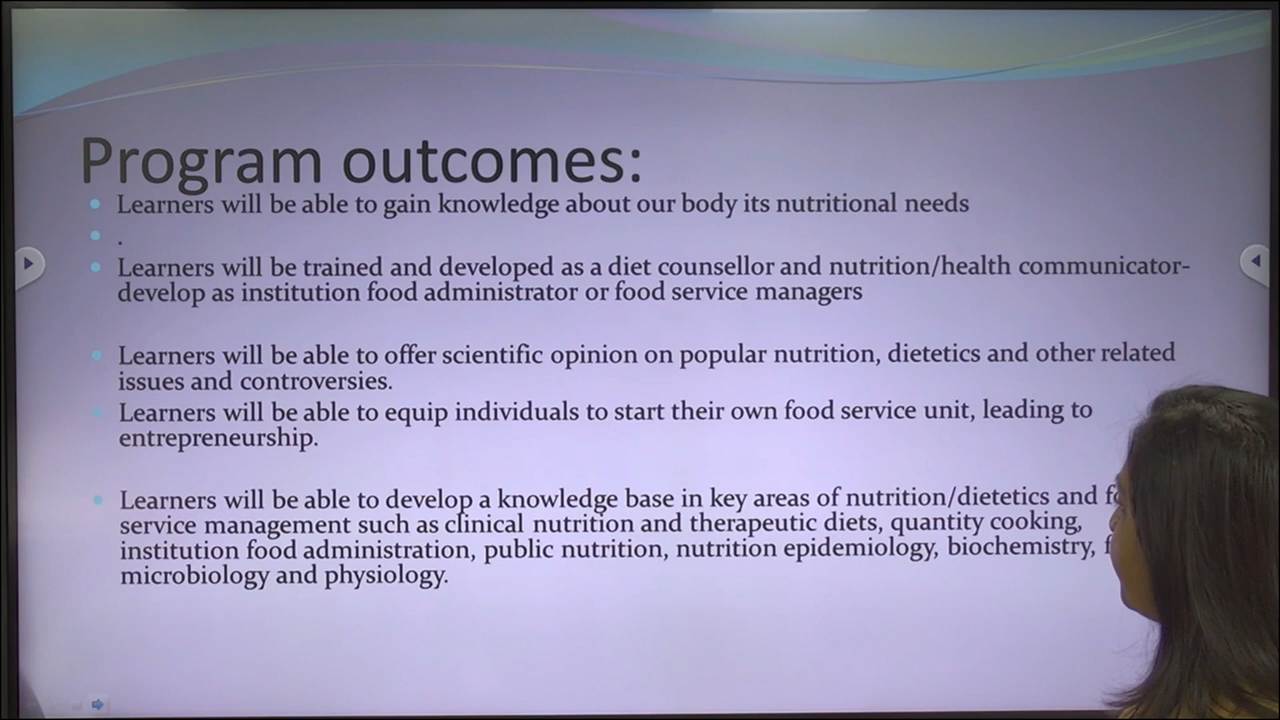 Program outcomes:
Learners will be able to gain knowledge about our body its nutritional needs
.
Learners will be trained and developed as a diet counsellor and nutrition/health communicator-
develop as institution food administrator or food service managers
Learners will be able to offer scientific opinion on popular nutrition, dietetics and other related
issues and controversies.
Learners will be able to equip individuals to start their own food service unit, leading to
entrepreneurship.
Learners will be able to develop a knowledge base in key areas of nutrition/dietetics and
service management such as clinical nutrition and therapeutic diets, quantity cooking,
institution food administration, public nutrition, nutrition epidemiology, biochemistry,
microbiology and physiology.